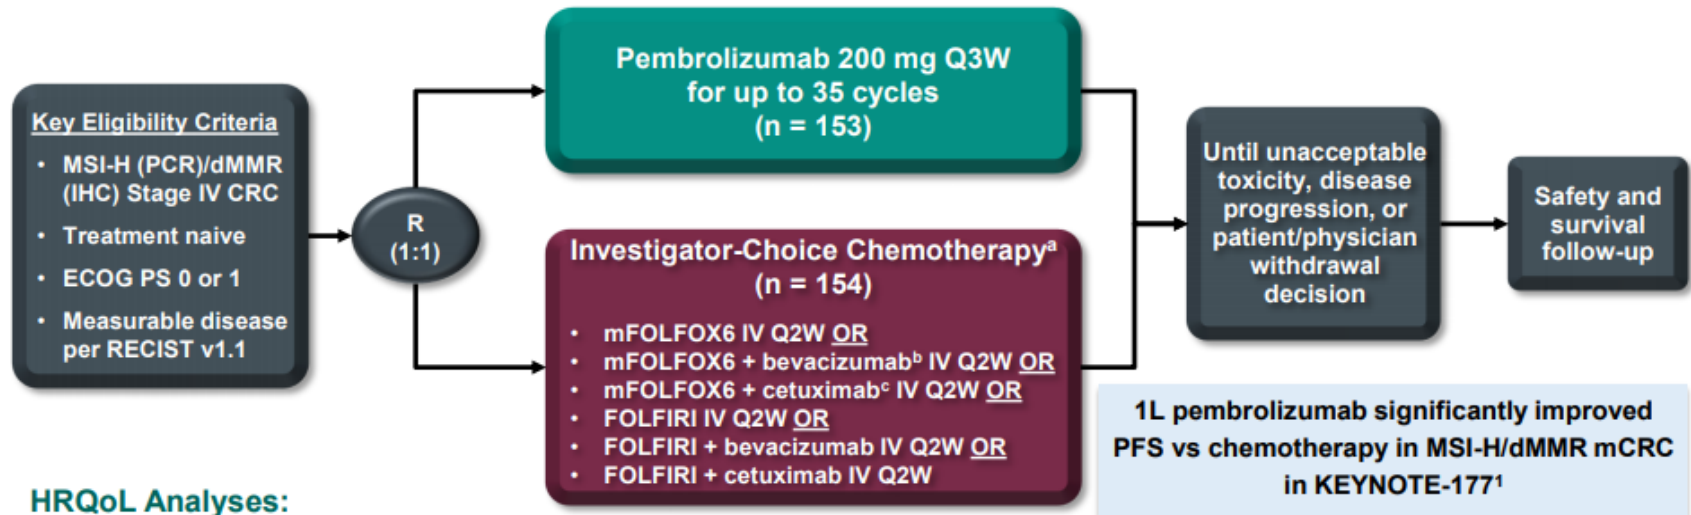 Key Eligibility Criteria
• MSI-H (PCR)/dMMR
(IHC) Stage IV CRC
• Treatment naive
• ECOG PS 0 or 1
• Measurable disease
per RECIST v1.1
R
(1:1)
Pembrolizumab 200 mg Q3W
for up to 35 cycles
(n = 153)
Investigator-Choice Chemotherapyᵃ
(n = 154)
• mFOLFOX6 IV Q2W OR
• mFOLFOX6 + bevacizumabᵇ IV Q2W OR
• mFOLFOX6 + cetuximabᶜ IV Q2W OR
• FOLFIRI IV Q2W OR
• FOLFIRI + bevacizumab IV Q2W OR
• FOLFIRI + cetuximab IV Q2W
Until unacceptable
toxicity, disease
progression, or
patient/physician
withdrawal
decision
Safety and
survival
follow-up
1L pembrolizumab significantly improved
PFS vs chemotherapy in MSI-H/dMMR mCRC
in KEYNOTE-177¹
HRQoL Analyses: